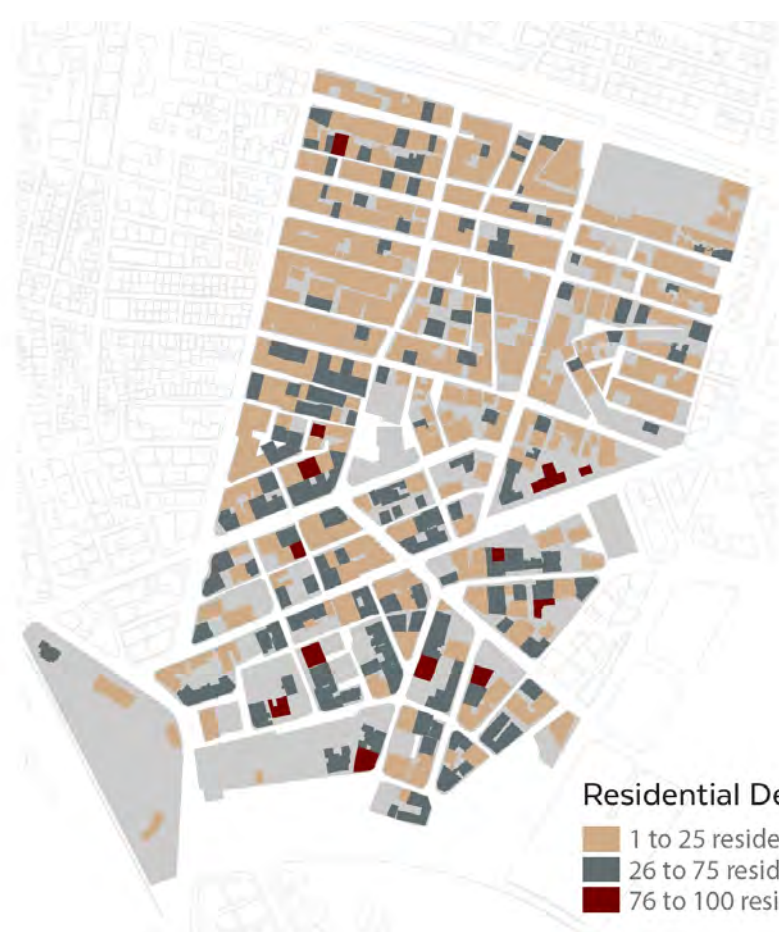 Residential De
1 to 25 reside
26 to 75 resid
76 to 100 resi